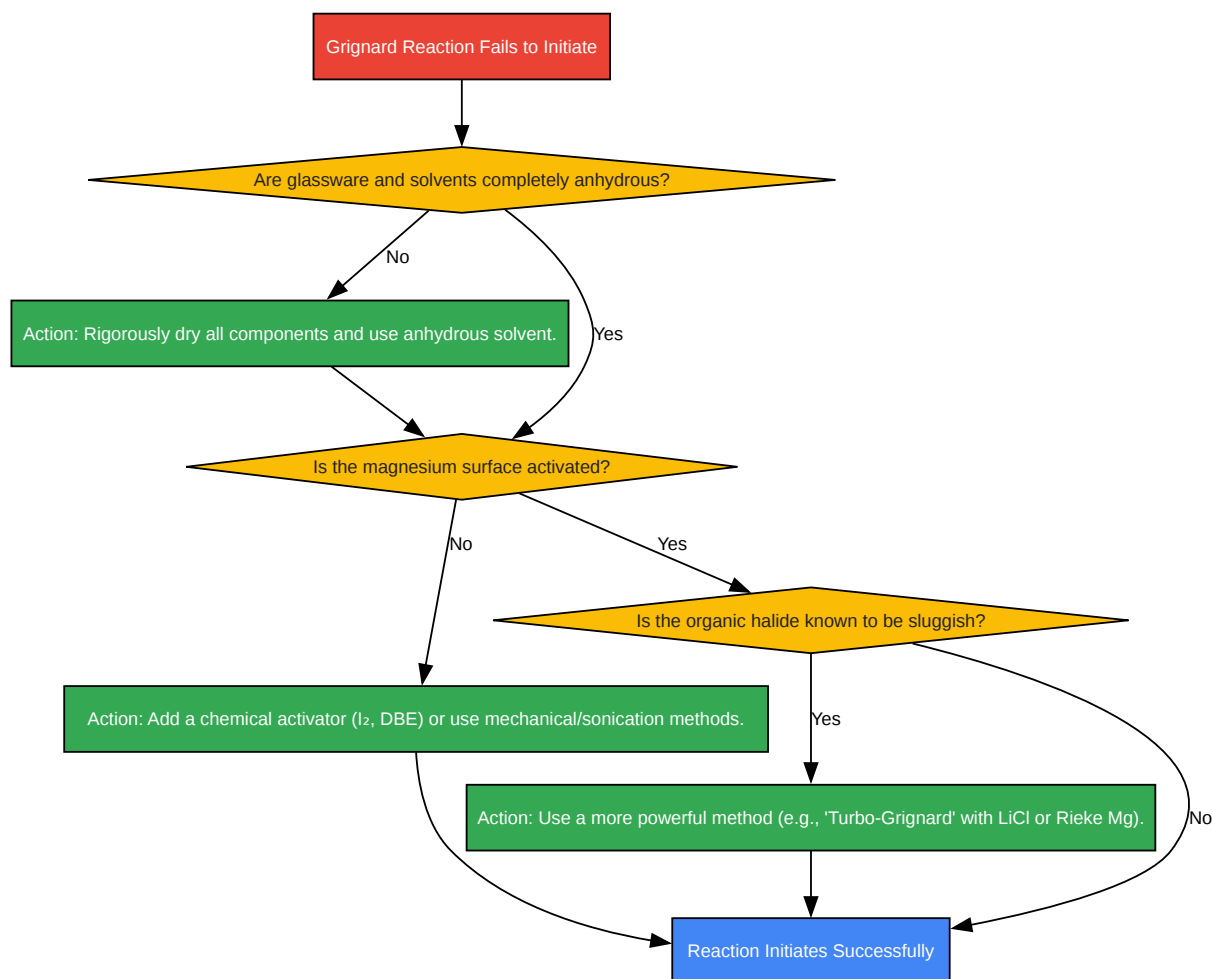 Grignard Reaction Fails to Initiate
Are glassware and solvents completely anhydrous?
No
Action: Rigorously dry all components and use anhydrous solvent.
Yes
Is the magnesium surface activated?
No
Yes
Is the organic halide known to be sluggish?
Action: Add a chemical activator (I₂, DBE) or use mechanical/sonication methods.
Yes
Action: Use a more powerful method (e.g., 'Turbo-Grignard' with LiCl or Rieke Mg).
No
Reaction Initiates Successfully